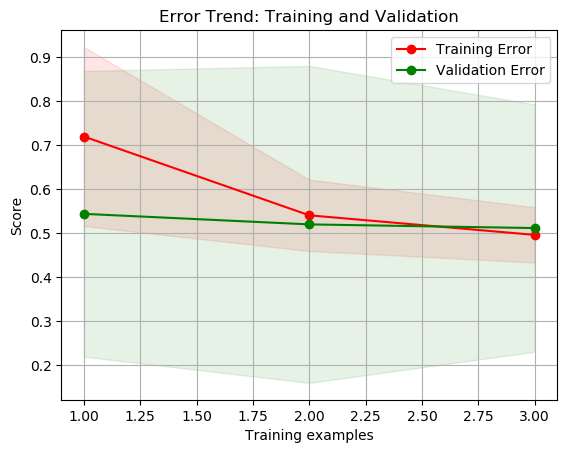 Error Trend: Training and Validation
Training Error
Validation Error
Score
0.9
0.8
0.7
0.6
0.5
0.4
0.3
0.2
1.00 1.25 1.50 1.75 2.00 2.25 2.50 2.75 3.00
Training examples